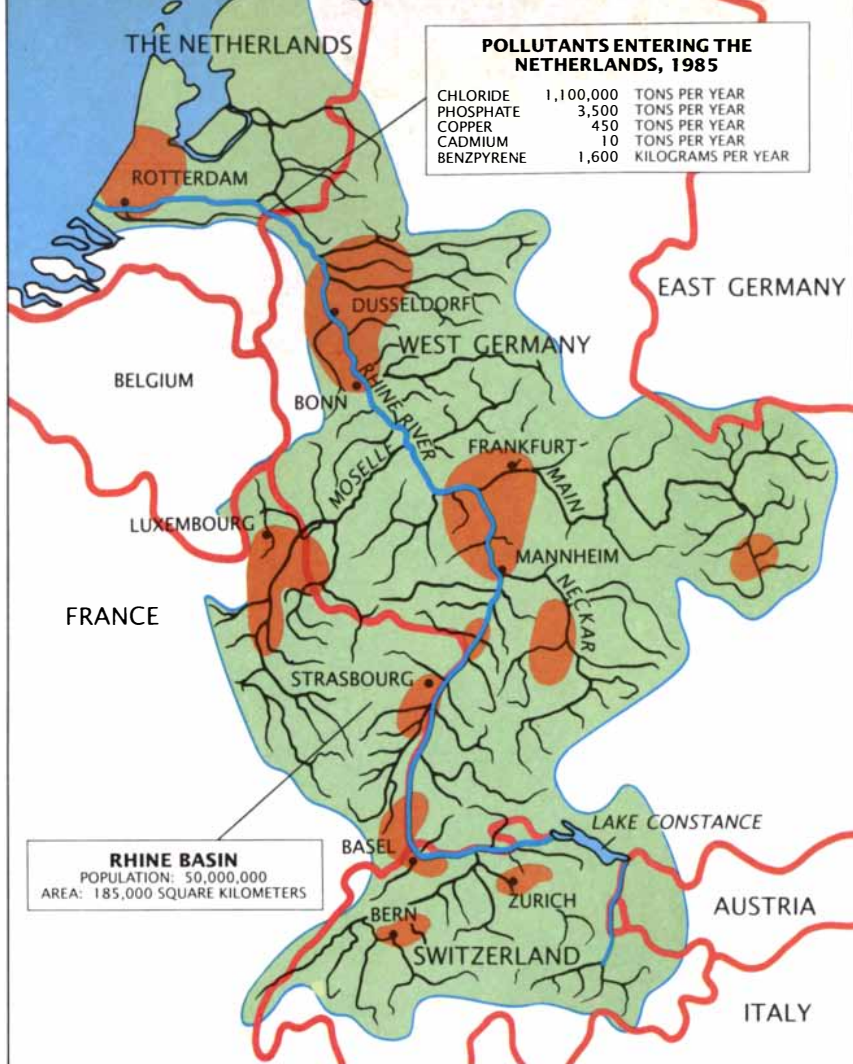 THE NETHERLANDS
POLLUTANTS ENTERING THE
NETHERLANDS, 1985
CHLORIDE 1,100,000 TONS PER YEAR
PHOSPHATE 3,500 TONS PER YEAR
COPPER 450 TONS PER YEAR
CADMIUM 10 TONS PER YEAR
BENZPYRENE 1,600 KILOGRAMS PER YEAR
ROTTERDAM
EAST GERMANY
DUSSELDORF
WEST GERMANY
BELGIUM
BONN
RHINE RIVER
FRANKFURT
MOSELLE
MAIN
LUXEMBOURG
MANNHEIM
NECKAR
FRANCE
STRASBOURG
LAKE CONSTANCE
BASEL
RHINE BASIN
POPULATION: 50,000,000
AREA: 185,000 SQUARE KILOMETERS
ZURICH
AUSTRIA
BERN
SWITZERLAND
ITALY